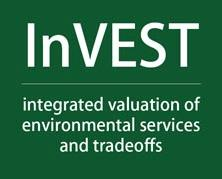 InVEST
integrated valuation of
environmental services
and tradeoffs